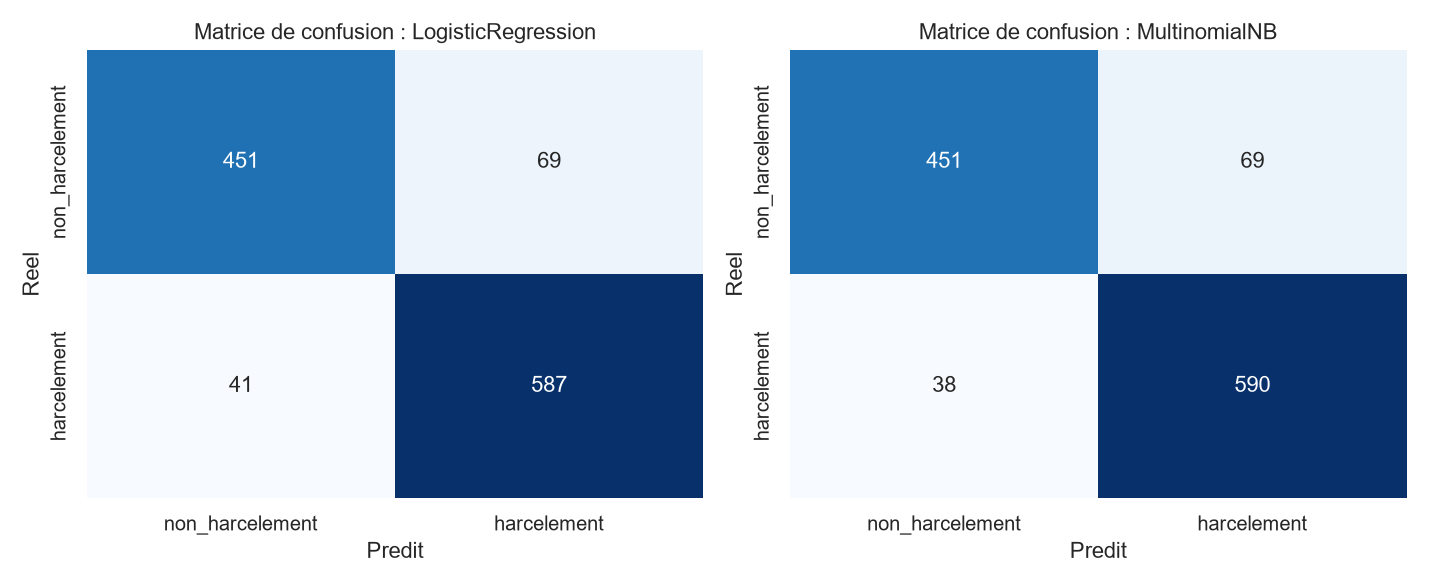 Matrice de confusion : LogisticRegression
Reel
non_harcelement
harcelement
451
69
41
587
non_harcelement
harcelement
Predit
Matrice de confusion : MultinomialNB
Reel
non_harcelement
harcelement
451
69
38
590
non_harcelement
harcelement
Predit